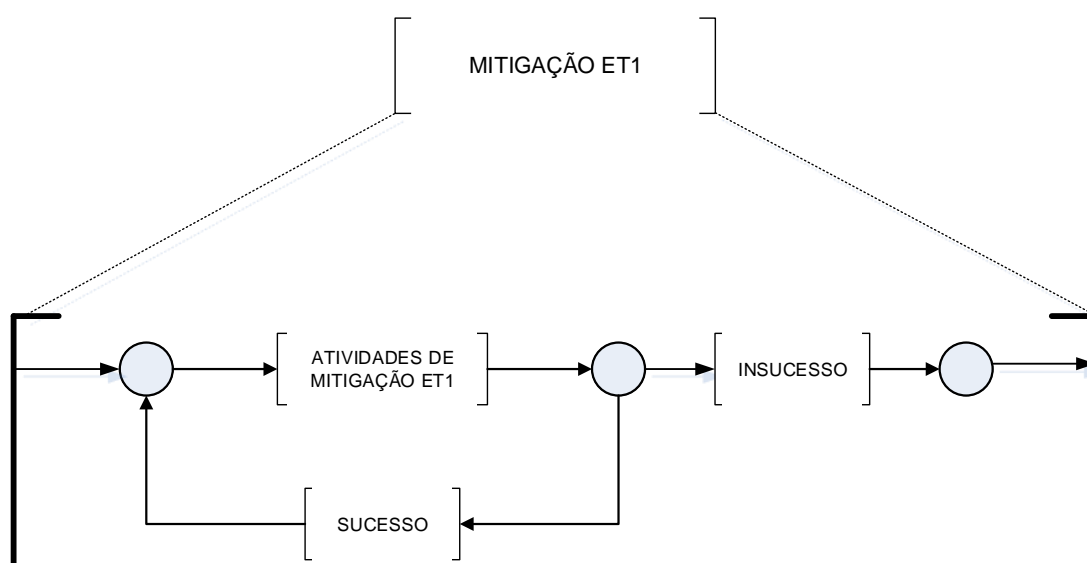 MITIGAÇÃO ET1
ATIVIDADES DE
MITIGAÇÃO ET1
INSUCESSO
SUCESSO